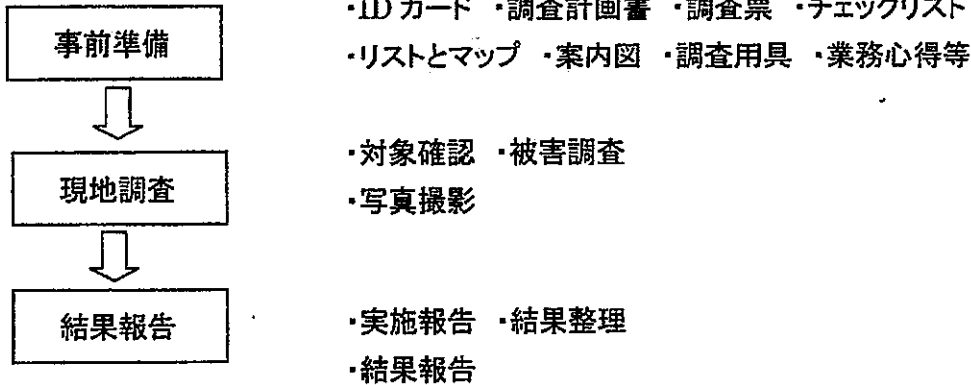 ・IDカード ・調査計画書 ・調査票 ・チェックリスト
事前準備
・リストとマップ ・案内図 ・調査用具 ・業務心得等
・対象確認 ・被害調査
現地調査
・写真撮影
結果報告
・実施報告 ・結果整理
・結果報告